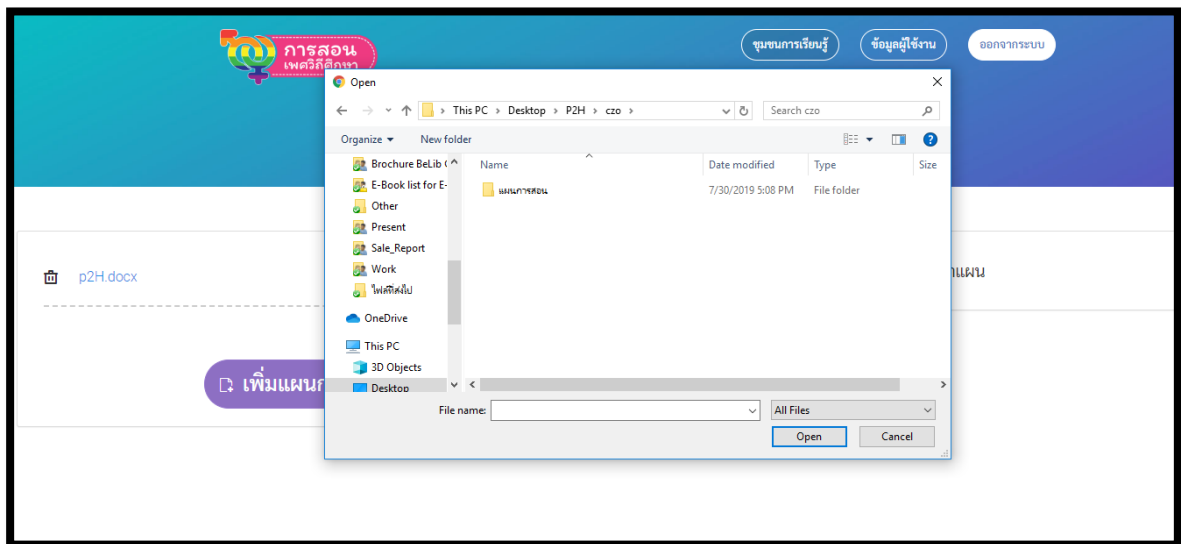 การสอน
เพศวิถีศึกษา
ชุมชนการเรียนรู้
ข้อมูลผู้ใช้งาน
ออกจากระบบ
Open
This PC > Desktop > P2H > czo >
Search czo
Organize
New folder
Name
Date modified
Type
Size
Brochure BeLib (
E-Book list for E-
Other
Present
Sale_Report
Work
ไฟล์ที่ส่งไป
OneDrive
This PC
3D Objects
Desktop
แผนการสอน
7/30/2019 5:08 PM
File folder
File name:
All Files
Open
Cancel
p2H.docx
เพิ่มแผนก
แผน